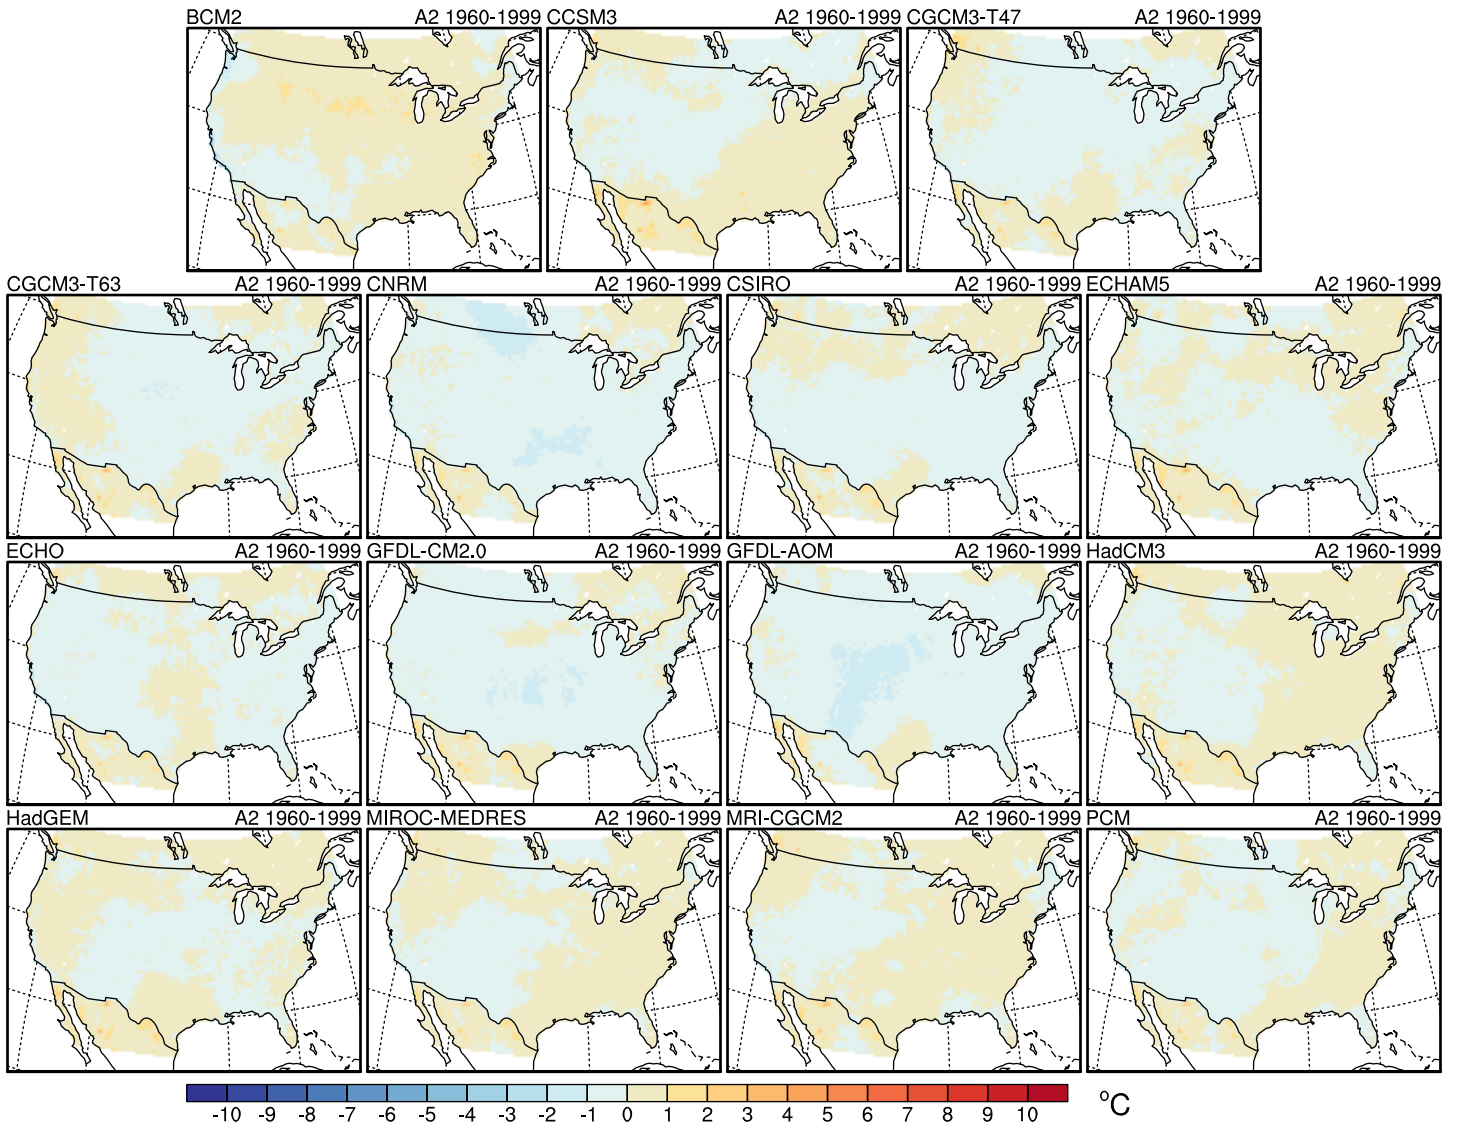 BCM2 A2 1960-1999 CCSM3 A2 1960-1999 CGCM3-T47 A2 1960-1999
CGCM3-T63 A2 1960-1999 CNRM A2 1960-1999 CSIRO A2 1960-1999 ECHAM5 A2 1960-1999
ECHO A2 1960-1999 GFDL-CM2.0 A2 1960-1999 GFDL-AOM A2 1960-1999 HadCM3 A2 1960-1999
HadGEM A2 1960-1999 MIROC-MEDRES A2 1960-1999 MRI-CGCM2 A2 1960-1999 PCM A2 1960-1999
-10 -9 -8 -7 -6 -5 -4 -3 -2 -1 0 1 2 3 4 5 6 7 8 9 10 °C